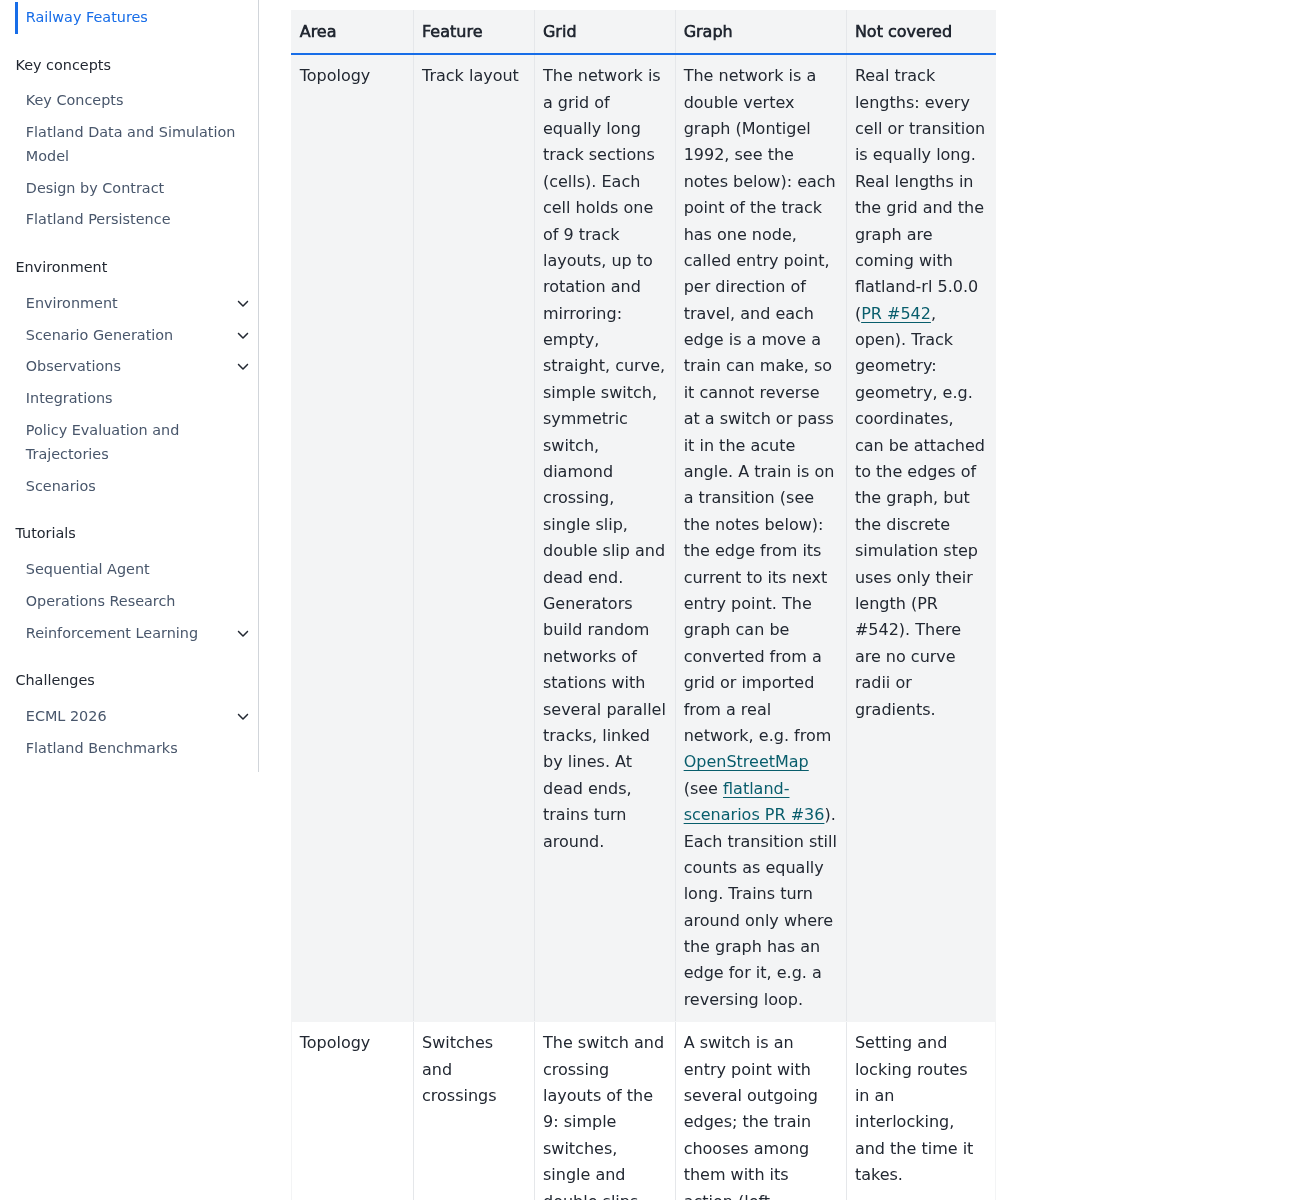 Railway Features
Key concepts
Key Concepts
Flatland Data and Simulation
Model
Design by Contract
Flatland Persistence
Environment
Environment
Scenario Generation
Observations
Integrations
Policy Evaluation and
Trajectories
Scenarios
Tutorials
Sequential Agent
Operations Research
Reinforcement Learning
Challenges
ECML 2026
Flatland Benchmarks
Area
Feature
Grid
Graph
Not covered
Topology
Track layout
The network is
a grid of
equally long
track sections
(cells). Each
cell holds one
of 9 track
layouts, up to
rotation and
mirroring:
empty,
straight, curve,
simple switch,
symmetric
switch,
diamond
crossing,
single slip,
double slip and
dead end.
Generators
build random
networks of
stations with
several parallel
tracks, linked
by lines. At
dead ends,
trains turn
around.
The network is a
double vertex
graph (Montigel
1992, see the
notes below): each
point of the track
has one node,
called entry point,
per direction of
travel, and each
edge is a move a
train can make, so
it cannot reverse
at a switch or pass
it in the acute
angle. A train is on
a transition (see
the notes below):
the edge from its
current to its next
entry point. The
graph can be
converted from a
grid or imported
from a real
network, e.g. from
OpenStreetMap
(see flatland-
scenarios PR #36).
Each transition still
counts as equally
long. Trains turn
around only where
the graph has an
edge for it, e.g. a
reversing loop.
Real track
lengths: every
cell or transition
is equally long.
Real lengths in
the grid and the
graph are
coming with
flatland-rl 5.0.0
(PR #542,
open). Track
geometry:
geometry, e.g.
coordinates,
can be attached
to the edges of
the graph, but
the discrete
simulation step
uses only their
length (PR
#542). There
are no curve
radii or
gradients.
Topology
Switches
and
crossings
The switch and
crossing
layouts of the
9: simple
switches,
single and
double slips
A switch is an
entry point with
several outgoing
edges; the train
chooses among
them with its
action (left
Setting and
locking routes
in an
interlocking,
and the time it
takes.